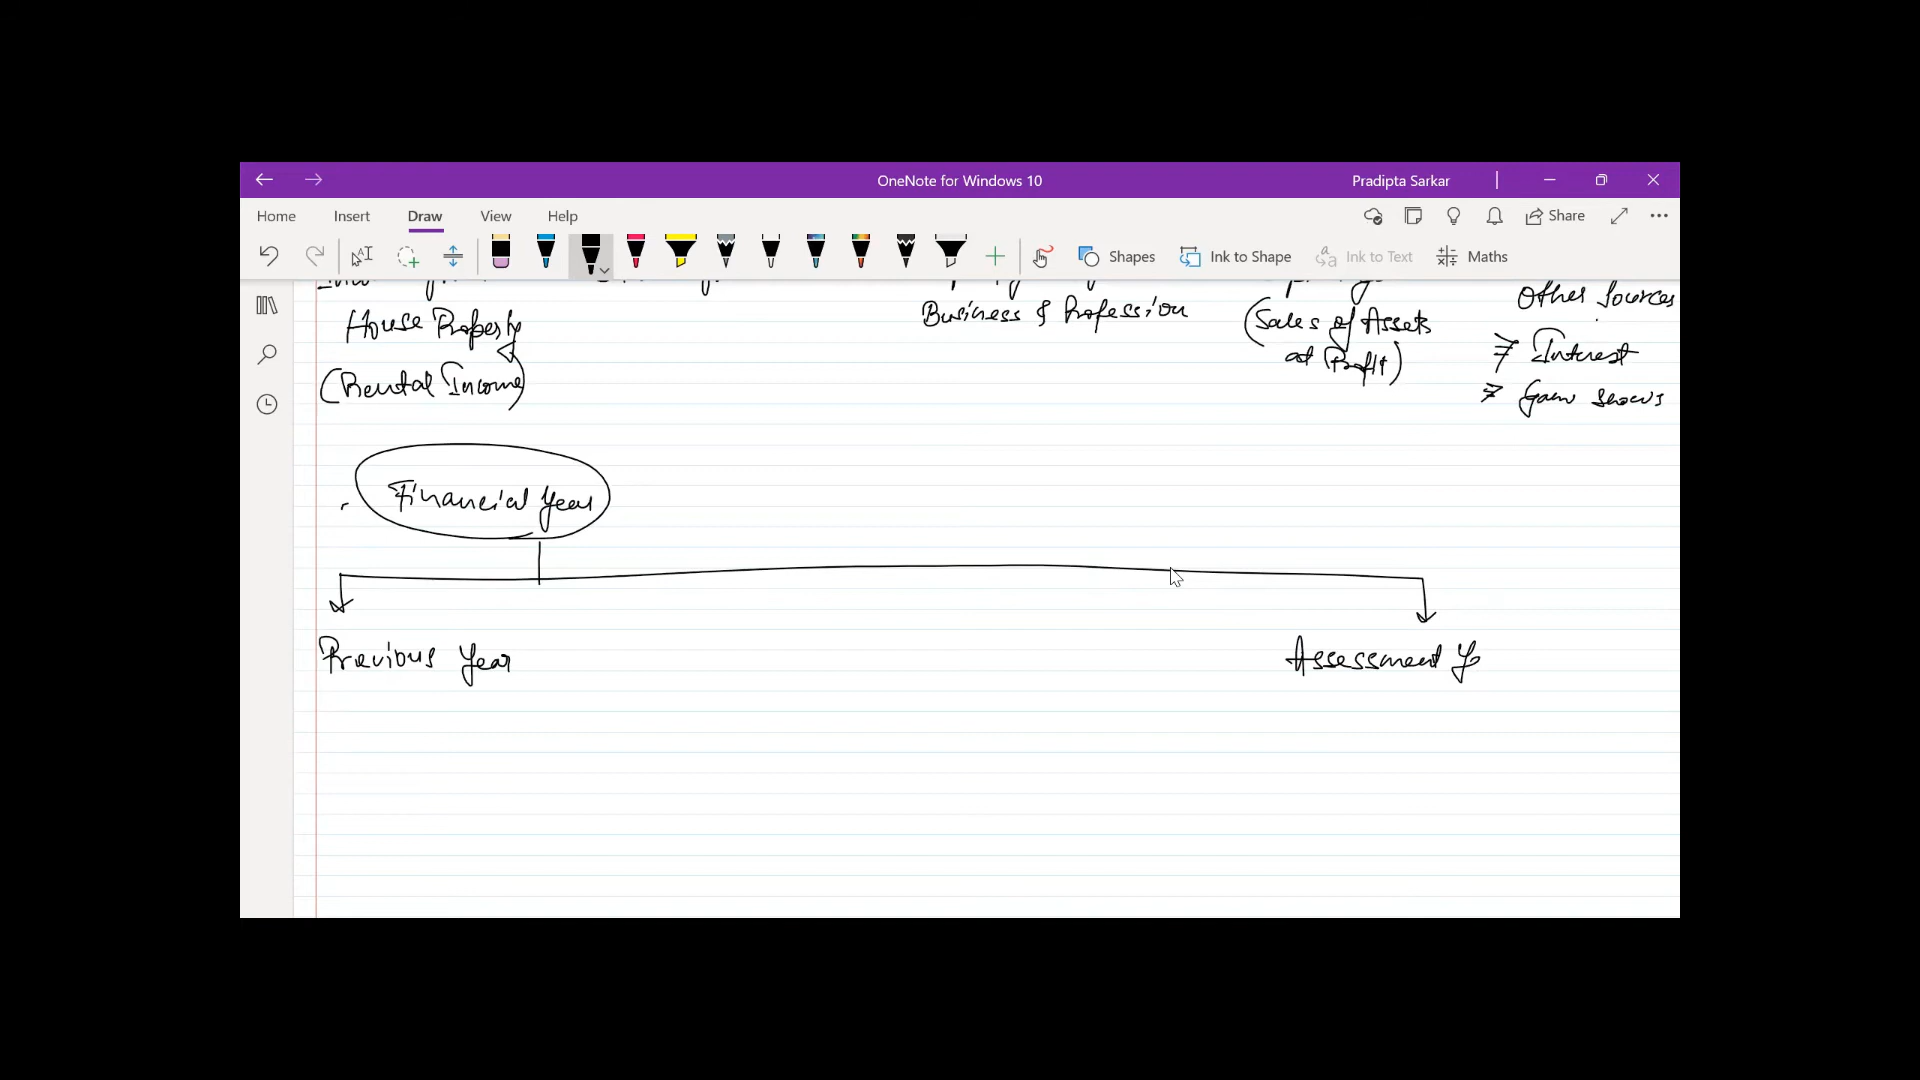 OneNote for Windows 10
Pradipta Sarkar
Home Insert Draw View Help
Share
Shapes Ink to Shape Ink to Text Maths
House Property
(Rental Income)
Business & Profession
(Sales of Assets
at Profit)
Other Sources
Interest
Gam shows
Financial Year
Previous Year
Assessment Ye